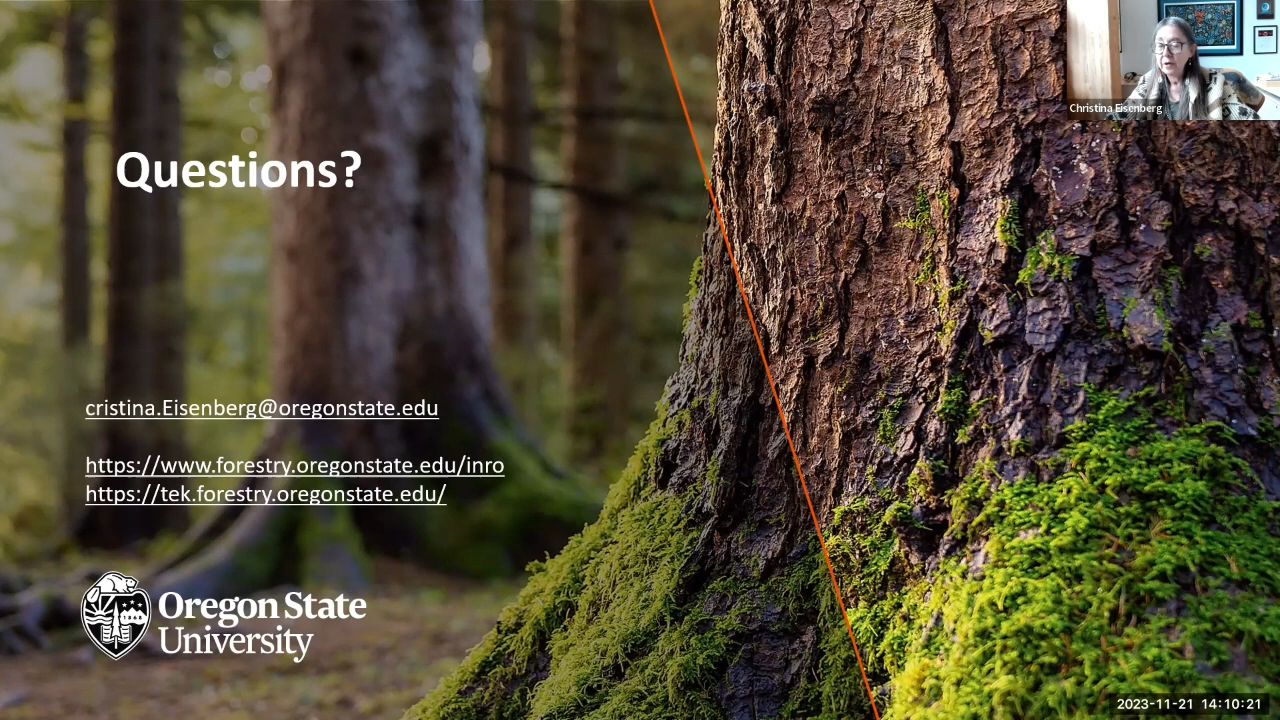 Christina Eisenberg
Questions?
cristina.Eisenberg@oregonstate.edu
https://www.forestry.oregonstate.edu/inro
https://tek.forestry.oregonstate.edu/
Oregon State
University
2023-11-21 14:10:21